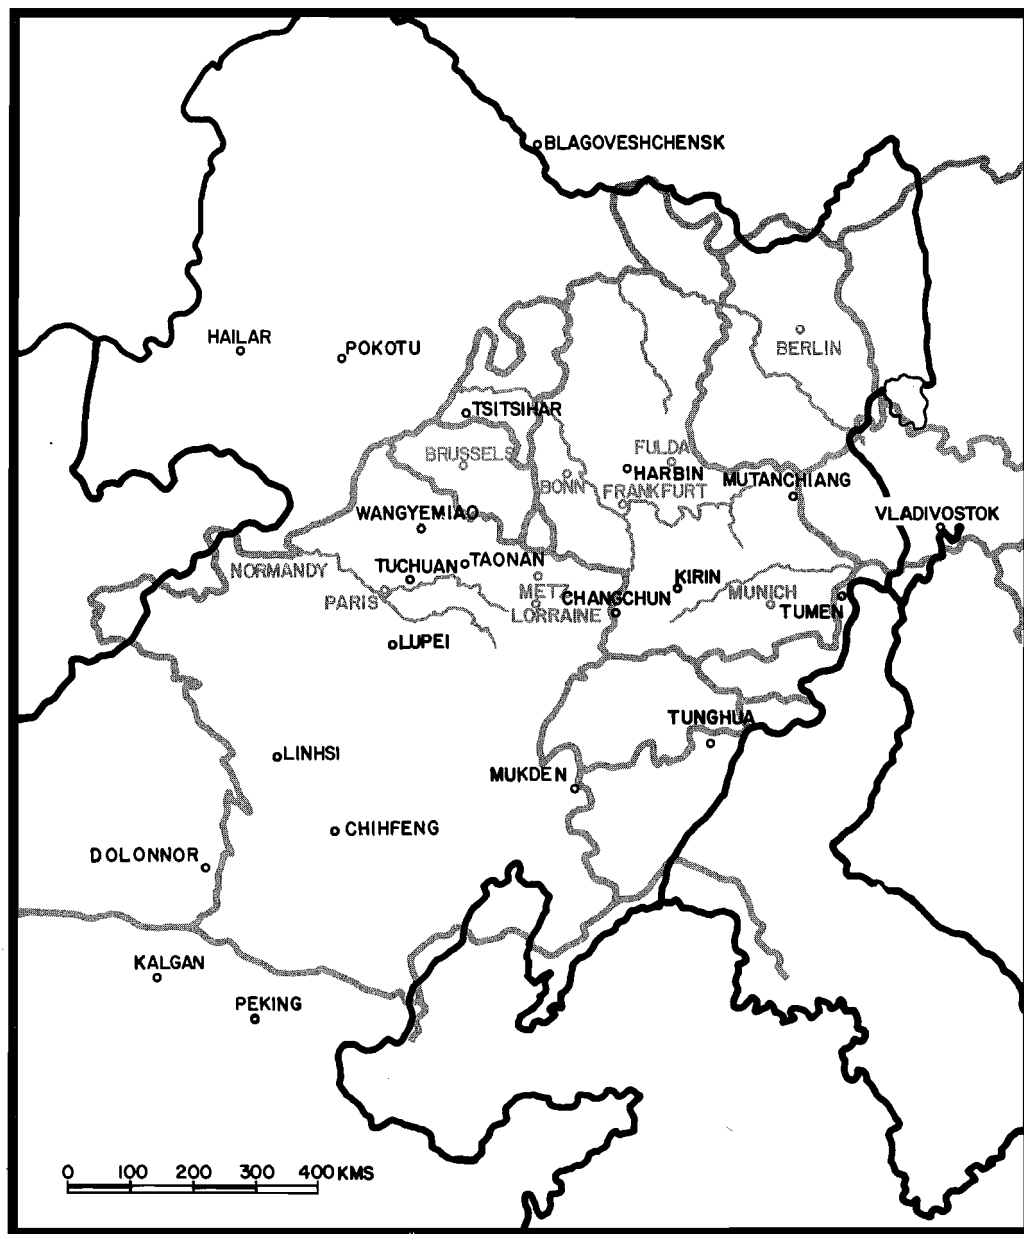 BLAGOVESHCHENSK
HAILAR
POKOTU
BERLIN
TSITSIHAR
BRUSSELS
FULDA
HARBIN
MUTANCHIANG
BONN
FRANKFURT
WANGYEMIAO
VLADIVOSTOK
NORMANDY
TUCHUAN
TAONAN
KIRIN
PARIS
METZ
LORRAINE
CHANGCHUN
MUNICH
TUMEN
LUPEI
TUNGHUA
LINHSI
MUKDEN
CHIHFENG
DOLONNOR
KALGAN
PEKING
0 100 200 300 400 KMS